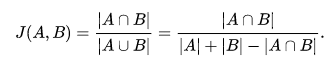 J(A, B) = |A ∩ B| / |A ∪ B| = |A ∩ B| / (|A| + |B| − |A ∩ B|).